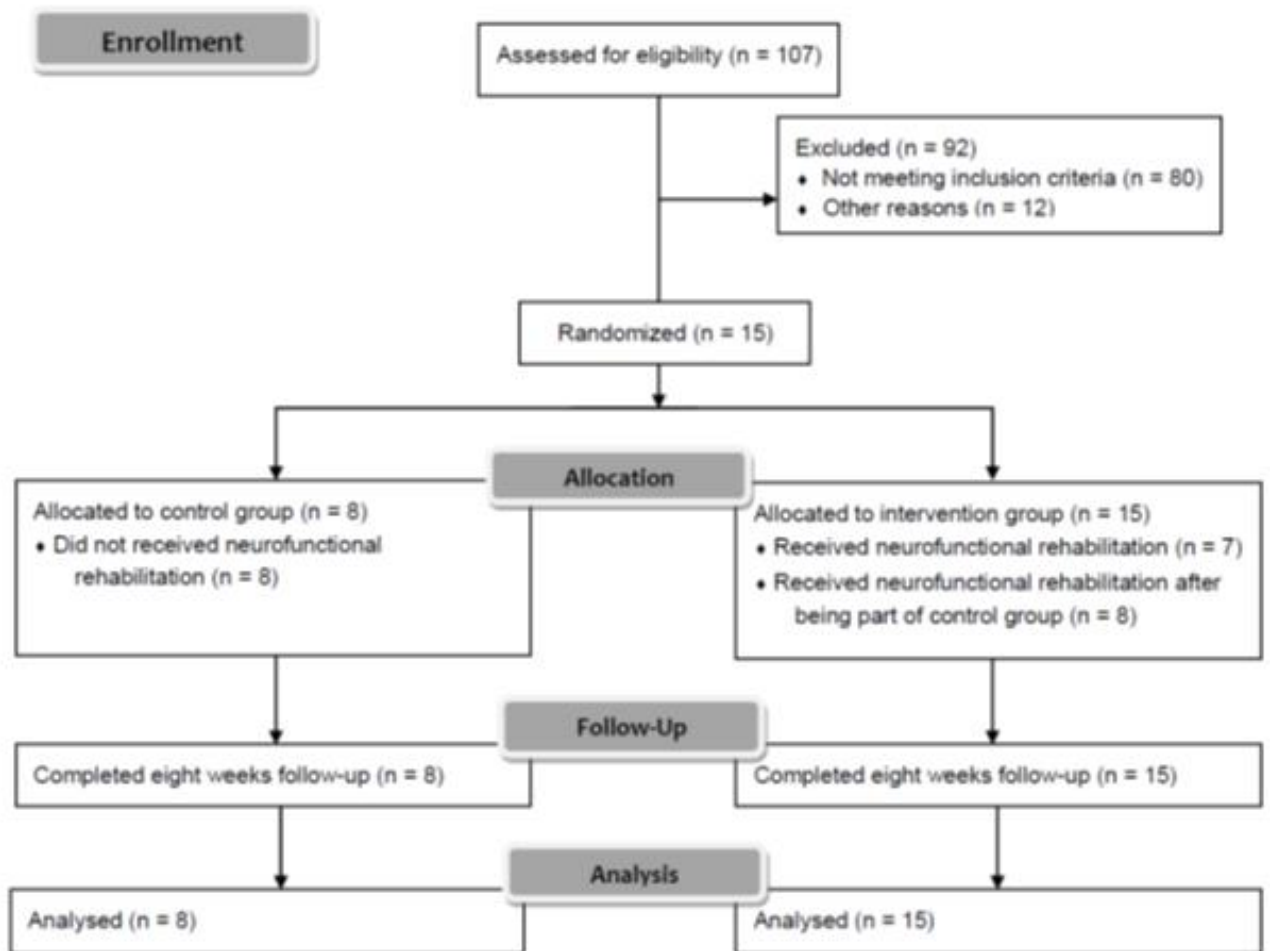 Enrollment
Assessed for eligibility (n = 107)
Excluded (n = 92)
• Not meeting inclusion criteria (n = 80)
• Other reasons (n = 12)
Randomized (n = 15)
Allocation
Allocated to control group (n = 8)
• Did not received neurofunctional
rehabilitation (n = 8)
Allocated to intervention group (n = 15)
• Received neurofunctional rehabilitation (n = 7)
• Received neurofunctional rehabilitation after
being part of control group (n = 8)
Follow-Up
Completed eight weeks follow-up (n = 8)
Completed eight weeks follow-up (n = 15)
Analysis
Analysed (n = 8)
Analysed (n = 15)